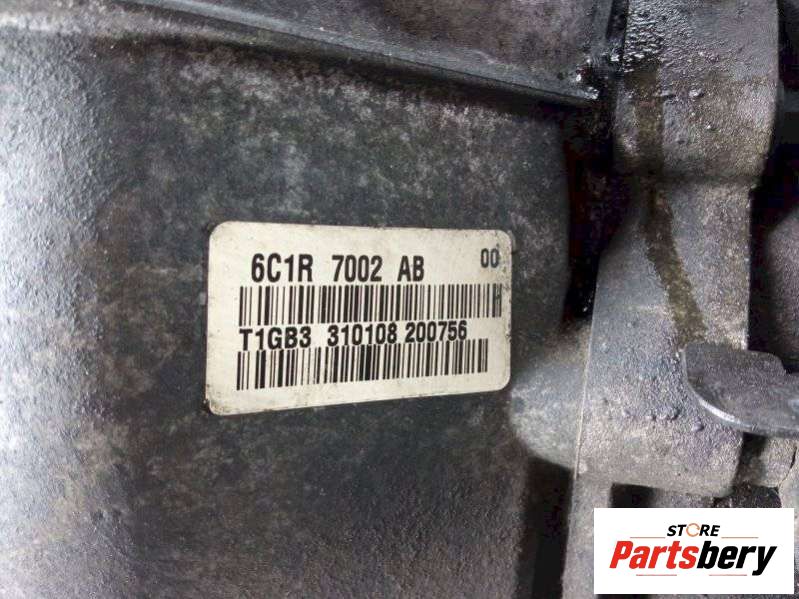 6C1R 7002 AB 00
T1GB3 310108 200756
STORE
Partsbery